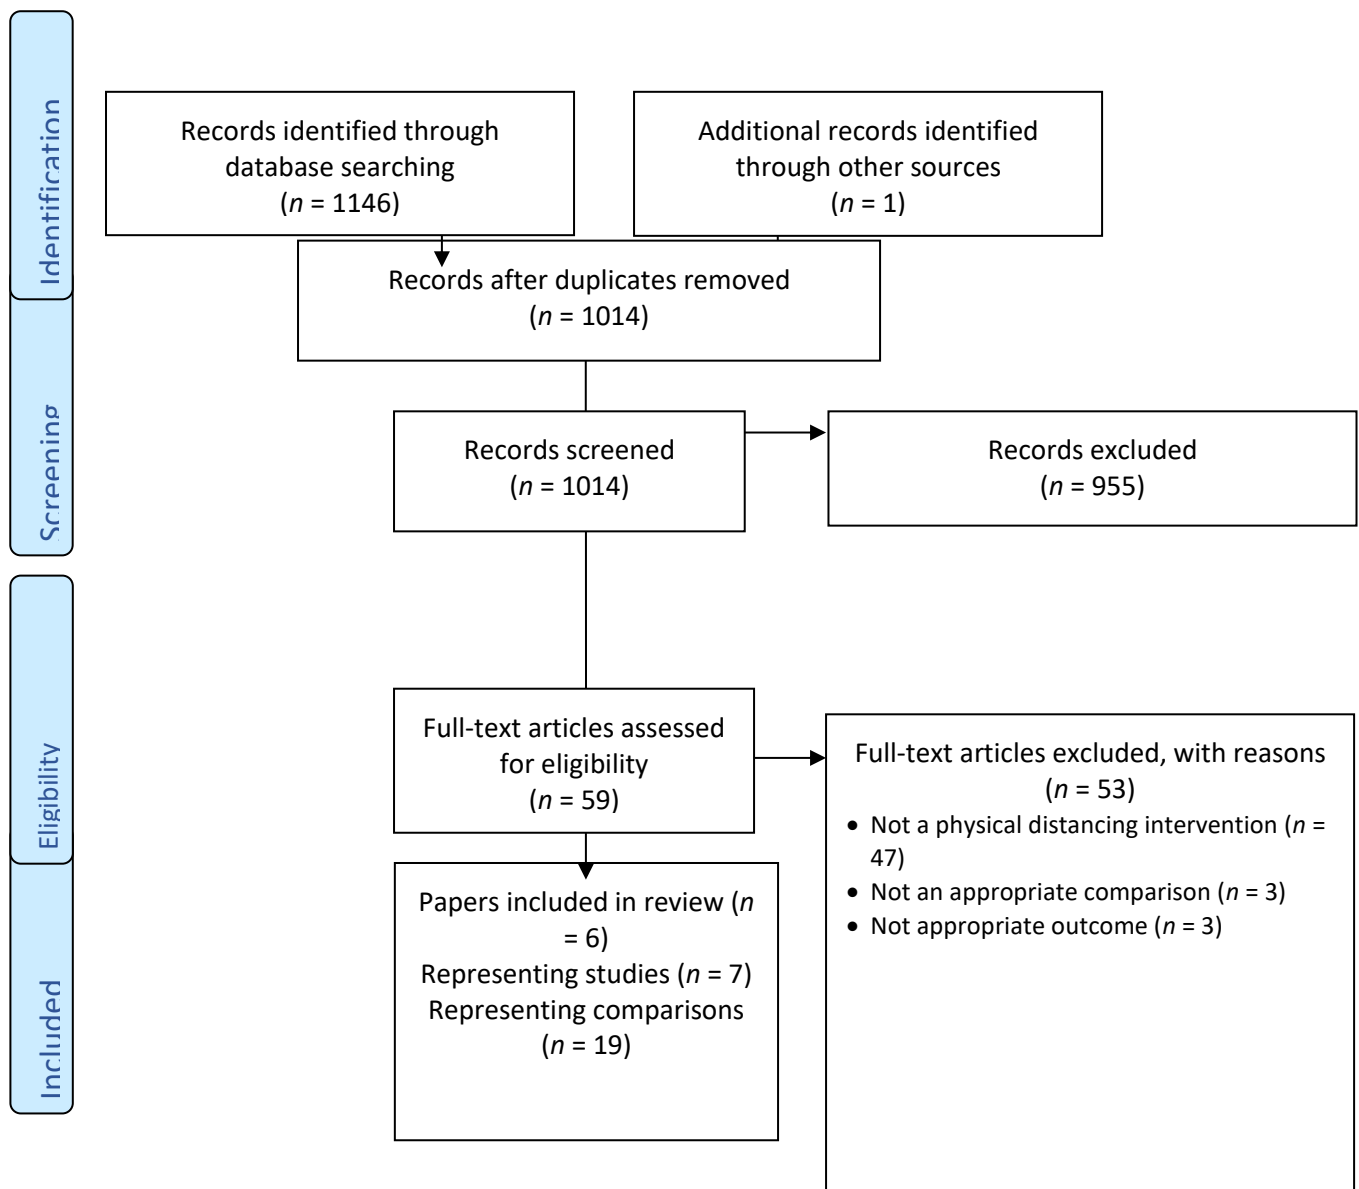 Identification
Records identified through
database searching
(n = 1146)
Additional records identified
through other sources
(n = 1)
Records after duplicates removed
(n = 1014)
Screening
Records screened
(n = 1014)
Records excluded
(n = 955)
Eligibility
Full-text articles assessed
for eligibility
(n = 59)
Full-text articles excluded, with reasons
(n = 53)
• Not a physical distancing intervention (n =
47)
• Not an appropriate comparison (n = 3)
• Not appropriate outcome (n = 3)
Included
Papers included in review (n
= 6)
Representing studies (n = 7)
Representing comparisons
(n = 19)